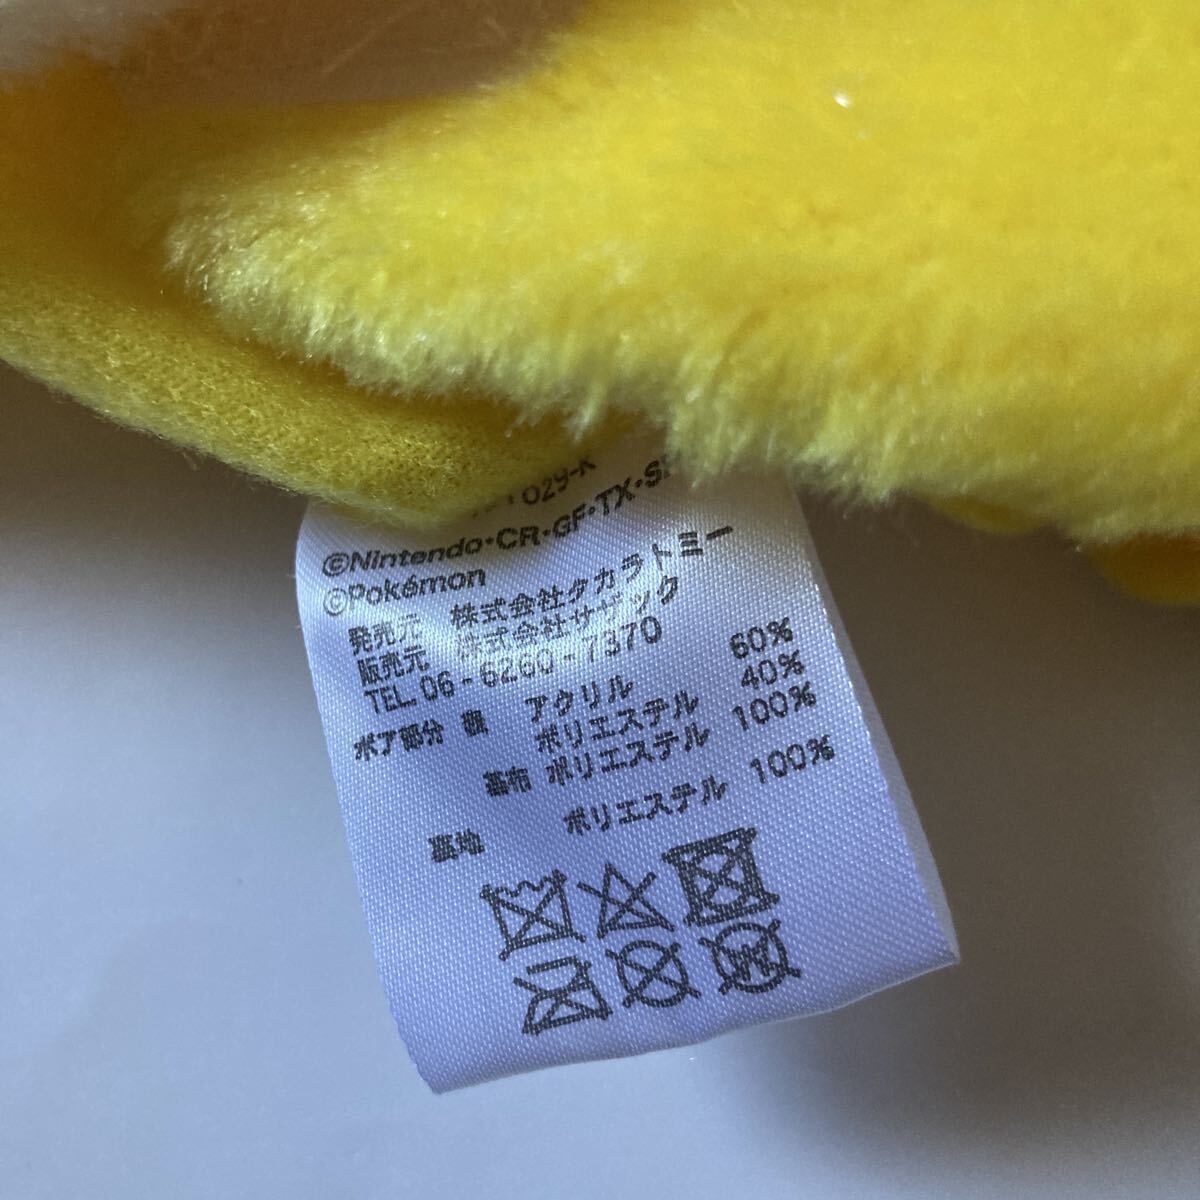 029-K
©Nintendo・CR・GF・TX・S
©Pokémon
発売元 株式会社タカラトミー
販売元 株式会社サザック
TEL 06-6260-7370
ボア部分 毛 アクリル 60%
ポリエステル 40%
基布 ポリエステル 100%
裏地 ポリエステル 100%